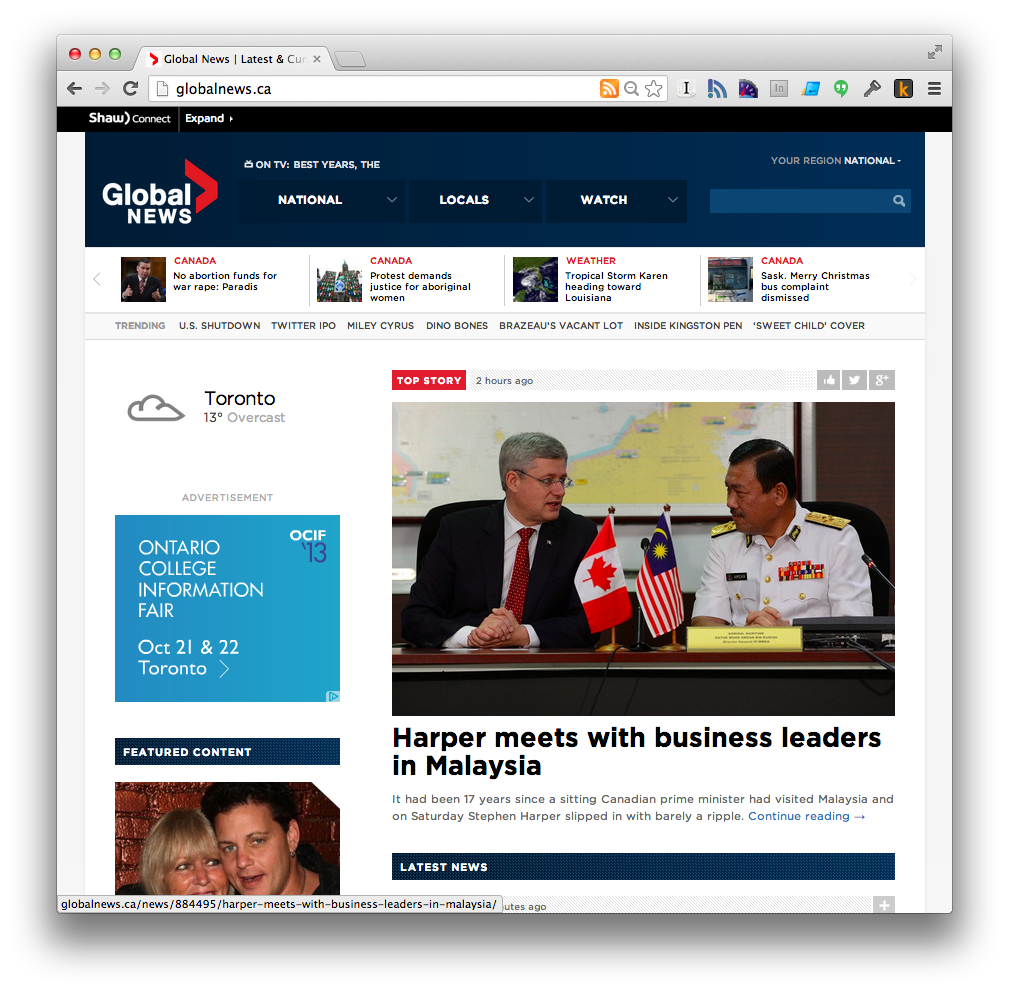 Global News | Latest & Cur
globalnews.ca
Shaw) Connect Expand
ON TV: BEST YEARS, THE
YOUR REGION NATIONAL
Global
NEWS
NATIONAL LOCALS WATCH
CANADA
No abortion funds for
war rape: Paradis
CANADA
Protest demands
justice for aboriginal
women
WEATHER
Tropical Storm Karen
heading toward
Louisiana
CANADA
Sask. Merry Christmas
bus complaint
dismissed
TRENDING U.S. SHUTDOWN TWITTER IPO MILEY CYRUS DINO BONES BRAZEAU'S VACANT LOT INSIDE KINGSTON PEN 'SWEET CHILD' COVER
Toronto
13° Overcast
ADVERTISEMENT
OCIF
'13
ONTARIO
COLLEGE
INFORMATION
FAIR
Oct 21 & 22
Toronto
FEATURED CONTENT
TOP STORY 2 hours ago
g+
Harper meets with business leaders
in Malaysia
It had been 17 years since a sitting Canadian prime minister had visited Malaysia and
on Saturday Stephen Harper slipped in with barely a ripple. Continue reading →
LATEST NEWS
utes ago
globalnews.ca/news/884495/harper-meets-with-business-leaders-in-malaysia/